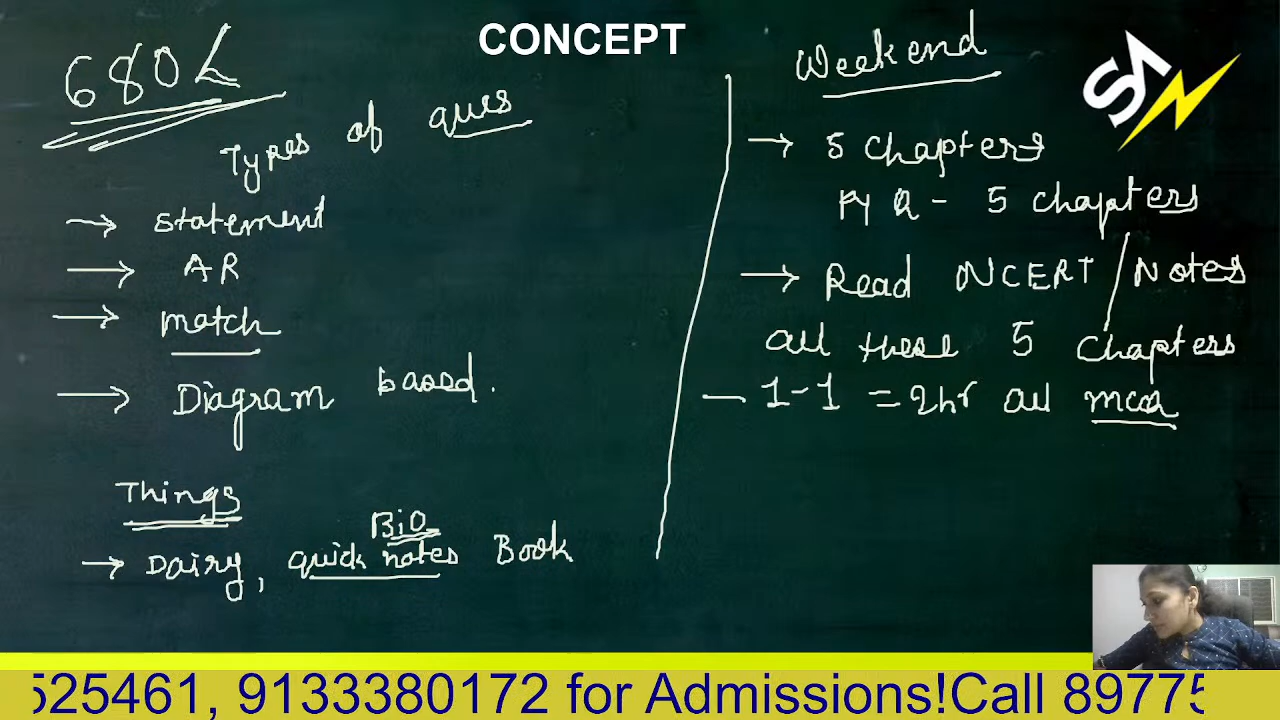 CONCEPT
680L
Types of ques
→ statement
→ AR
→ match
→ Diagram based.
Things
Bio
→ Dairy, quick notes Book
Weekend
→ 5 chapters
PYQ - 5 chapters
→ Read NCERT / Notes
all these 5 chapters
- 1-1 = 2hr all mcq
SAN
525461, 9133380172 for Admissions!Call 89775